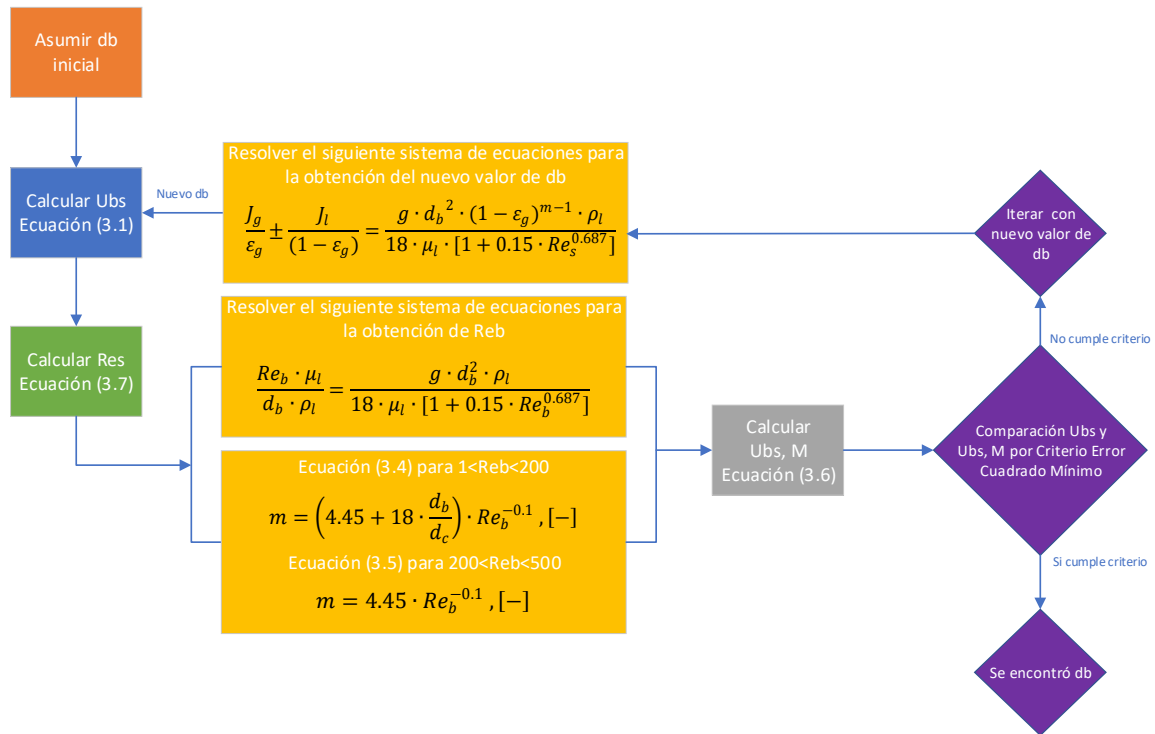 Asumir db
inicial
Calcular Ubs
Ecuación (3.1)
Nuevo db
Resolver el siguiente sistema de ecuaciones para
la obtención del nuevo valor de db
J_g/ε_g ± J_l/(1 − ε_g) = g · d_b² · (1 − ε_g)^{m−1} · ρ_l / 18 · μ_l · [1 + 0.15 · Re_s^{0.687}]
Iterar con
nuevo valor de
db
Calcular Res
Ecuación (3.7)
Resolver el siguiente sistema de ecuaciones para
la obtención de Reb
Re_b · μ_l / d_b · ρ_l = g · d_b² · ρ_l / 18 · μ_l · [1 + 0.15 · Re_b^{0.687}]
Ecuación (3.4) para 1<Reb<200
m = (4.45 + 18 · d_b/d_c) · Re_b^{−0.1} , [−]
Ecuación (3.5) para 200<Reb<500
m = 4.45 · Re_b^{−0.1} , [−]
Calcular
Ubs, M
Ecuación (3.6)
No cumple criterio
Comparación Ubs y
Ubs, M por Criterio Error
Cuadrado Mínimo
Si cumple criterio
Se encontró db